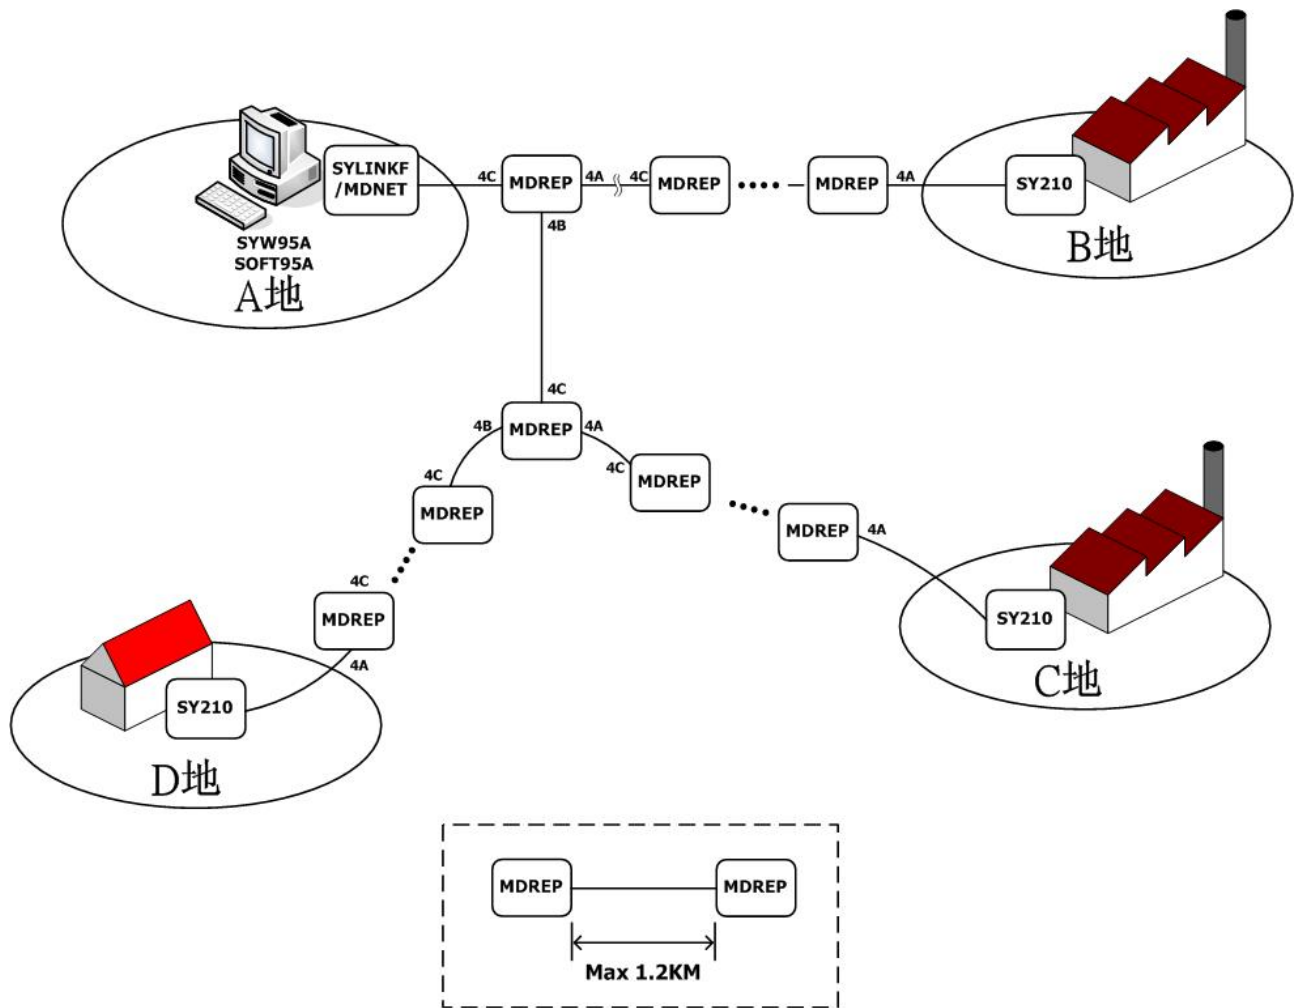 SYLINKF
/MDNET
4C
MDREP
4A
4C
MDREP
MDREP
4A
SY210
SYW95A
SOFT95A
A地
4B
B地
4C
4B
MDREP
4A
4C
MDREP
4C
MDREP
MDREP
4A
4C
MDREP
SY210
4A
C地
SY210
D地
MDREP
MDREP
Max 1.2KM